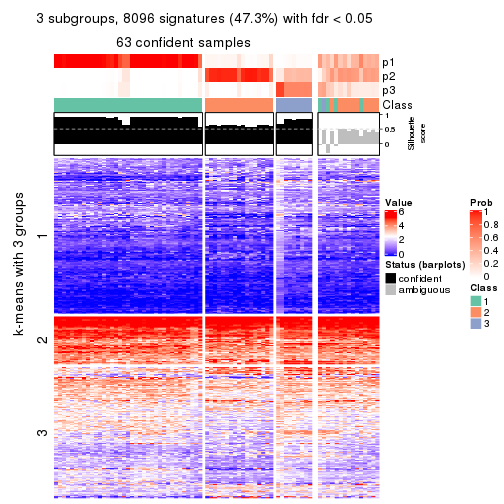 3 subgroups, 8096 signatures (47.3%) with fdr < 0.05
63 confident samples
p1
p2
p3
Class
1
0.5
0
Silhouette
score
k-means with 3 groups
1
2
3
Value
6
4
2
0
Status (barplots)
confident
ambiguous
Prob
1
0.8
0.6
0.4
0.2
0
Class
1
2
3